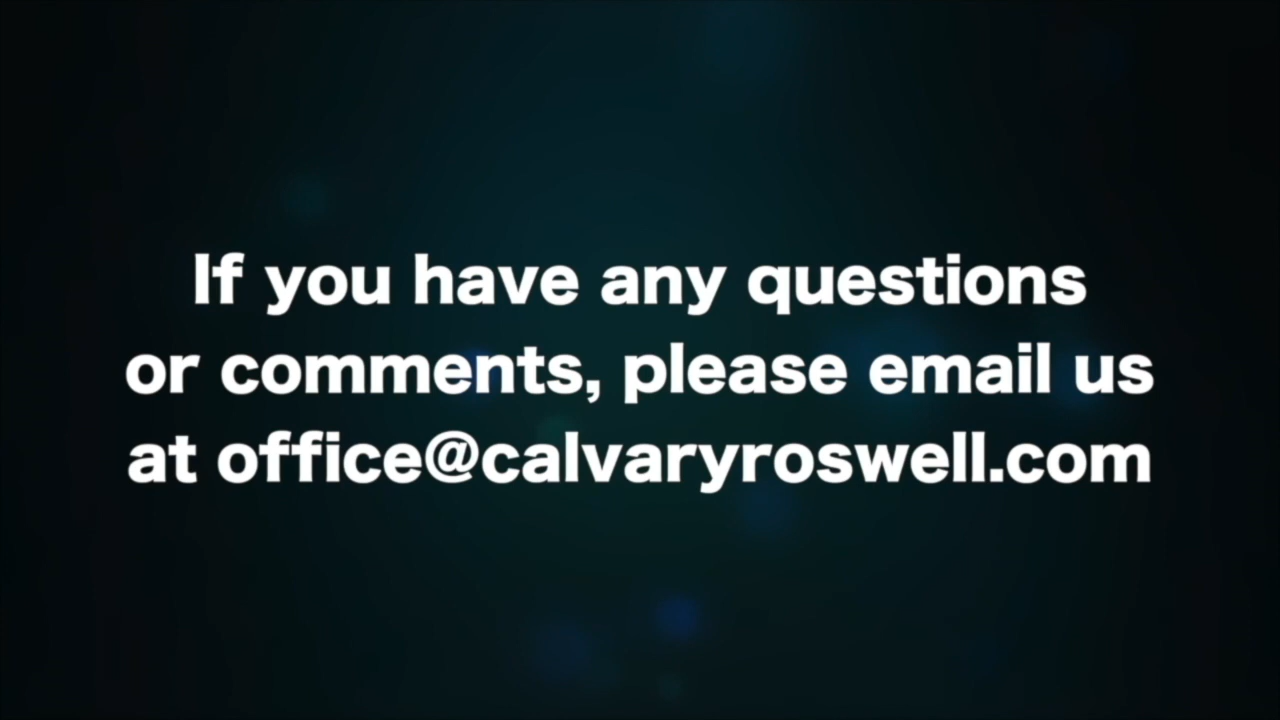 If you have any questions
or comments, please email us
at office@calvaryroswell.com